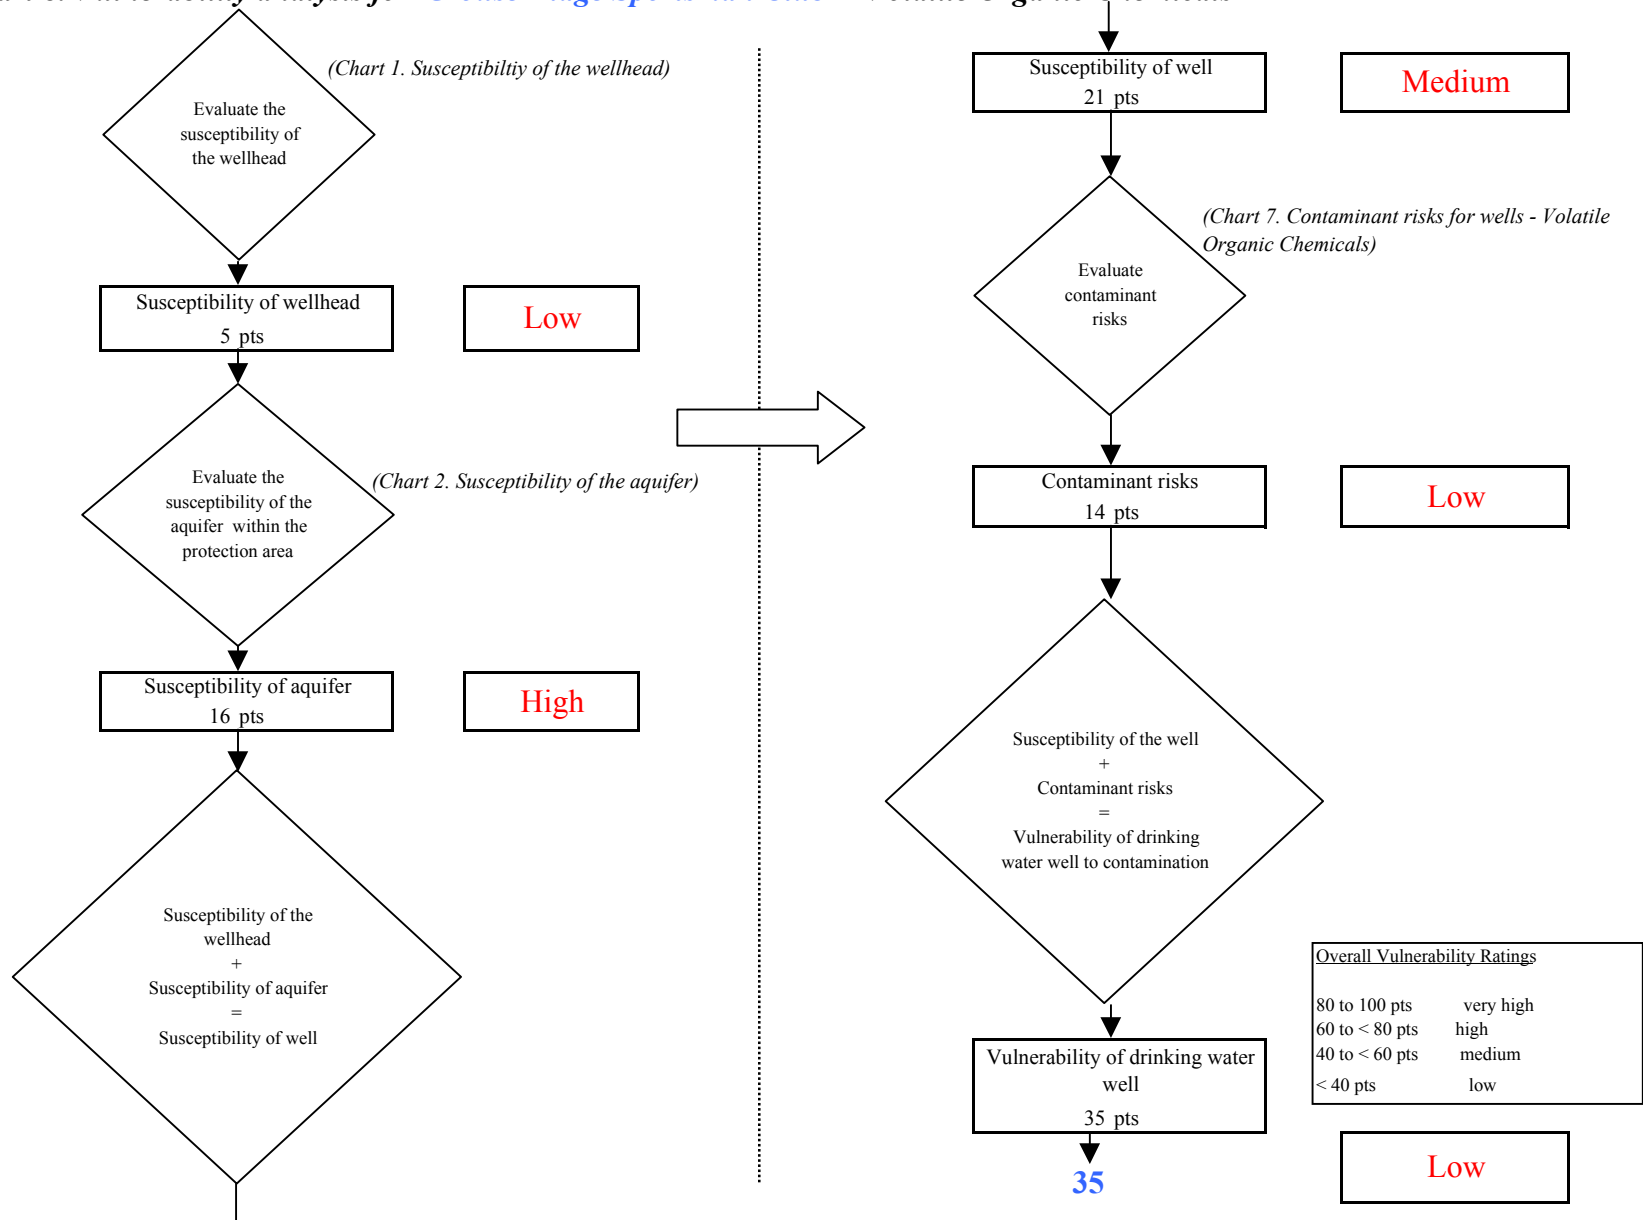 Evaluate the
susceptibility of
the wellhead
(Chart 1. Susceptibiltiy of the wellhead)
Susceptibility of wellhead
5 pts
Low
Evaluate the
susceptibility of the
aquifer within the
protection area
(Chart 2. Susceptibility of the aquifer)
Susceptibility of aquifer
16 pts
High
Susceptibility of the
wellhead
+
Susceptibility of aquifer
=
Susceptibility of well
Susceptibility of well
21 pts
Medium
Evaluate
contaminant
risks
(Chart 7. Contaminant risks for wells - Volatile
Organic Chemicals)
Contaminant risks
14 pts
Low
Susceptibility of the well
+
Contaminant risks
=
Vulnerability of drinking
water well to contamination
Vulnerability of drinking water
well
35 pts
35
Overall Vulnerability Ratings
80 to 100 pts very high
60 to < 80 pts high
40 to < 60 pts medium
< 40 pts low
Low